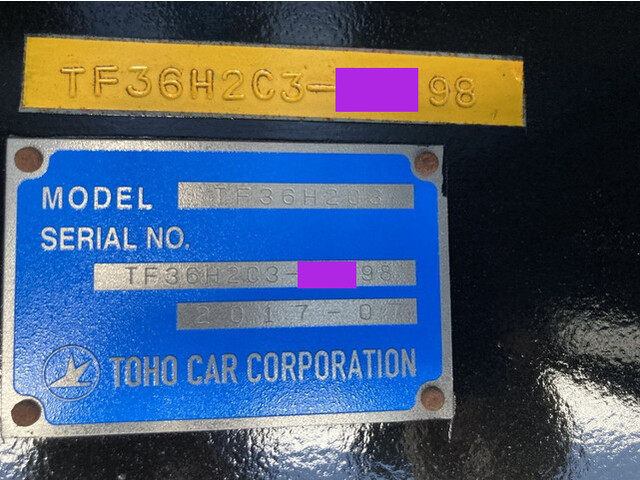 TF36H2C3- 98
MODEL TF36H2C3
SERIAL NO.
TF36H2C3- 98
2017-07
TOHO CAR CORPORATION